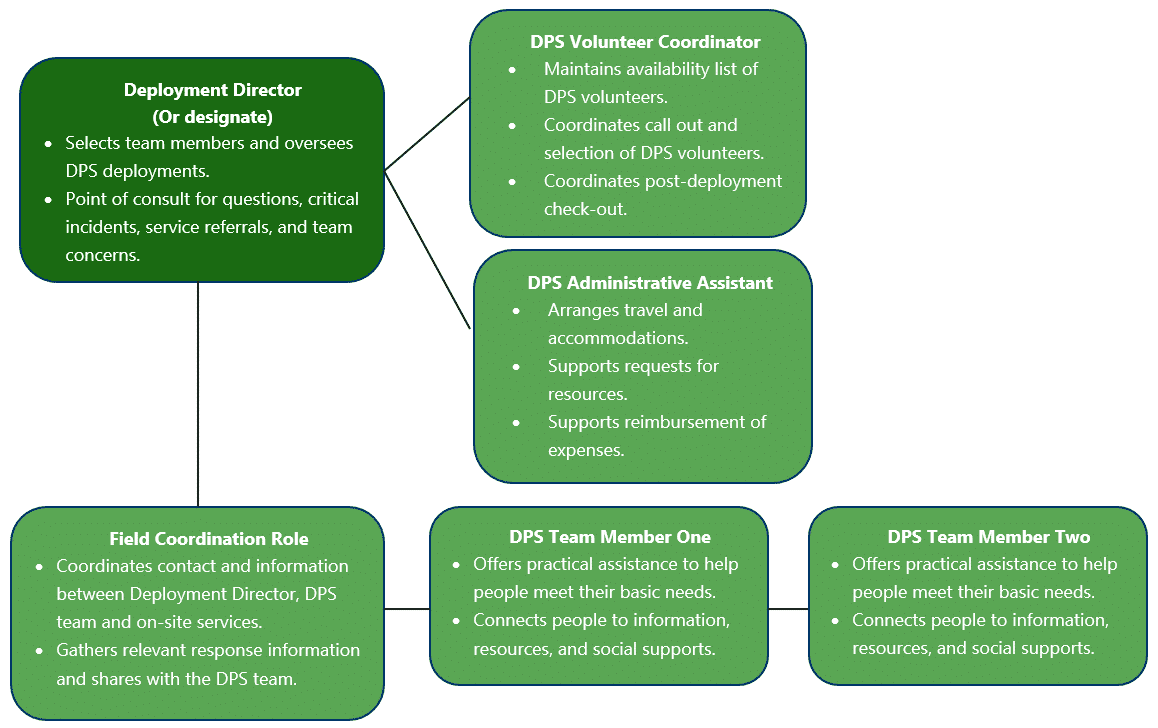 Deployment Director
(Or designate)
• Selects team members and oversees
DPS deployments.
• Point of consult for questions, critical
incidents, service referrals, and team
concerns.
DPS Volunteer Coordinator
• Maintains availability list of
DPS volunteers.
• Coordinates call out and
selection of DPS volunteers.
• Coordinates post-deployment
check-out.
DPS Administrative Assistant
• Arranges travel and
accommodations.
• Supports requests for
resources.
• Supports reimbursement of
expenses.
Field Coordination Role
• Coordinates contact and information
between Deployment Director, DPS
team and on-site services.
• Gathers relevant response information
and shares with the DPS team.
DPS Team Member One
• Offers practical assistance to help
people meet their basic needs.
• Connects people to information,
resources, and social supports.
DPS Team Member Two
• Offers practical assistance to help
people meet their basic needs.
• Connects people to information,
resources, and social supports.